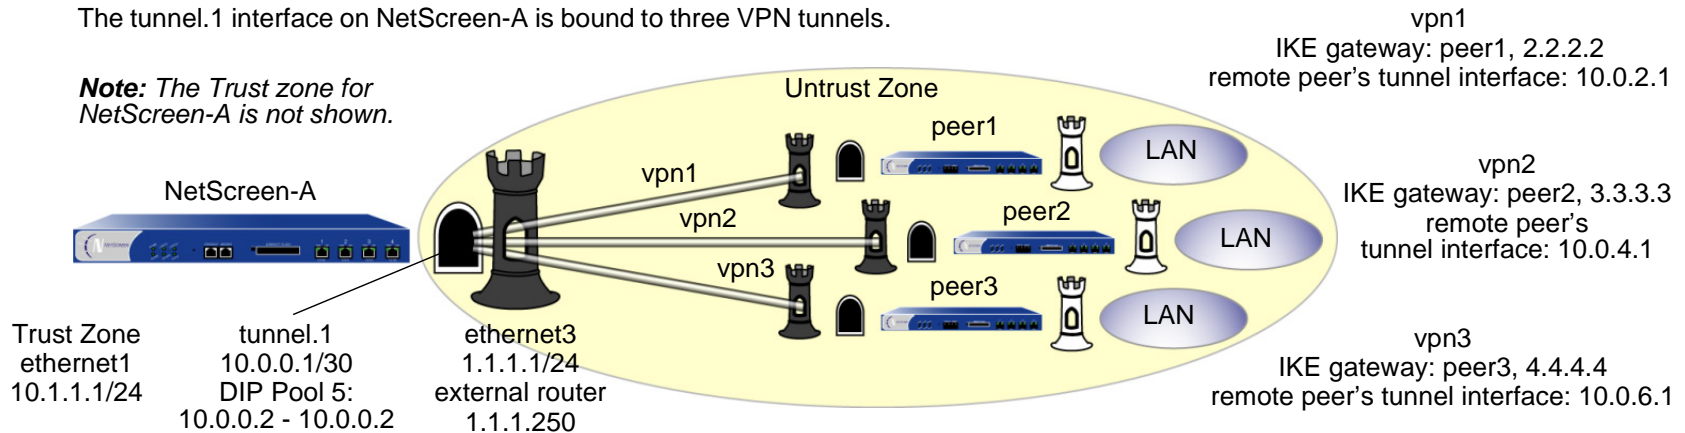 The tunnel.1 interface on NetScreen-A is bound to three VPN tunnels.
Note: The Trust zone for
NetScreen-A is not shown.
NetScreen-A
Trust Zone
ethernet1
10.1.1.1/24
tunnel.1
10.0.0.1/30
DIP Pool 5:
10.0.0.2 - 10.0.0.2
ethernet3
1.1.1.1/24
external router
1.1.1.250
Untrust Zone
vpn1
vpn2
vpn3
peer1
LAN
peer2
LAN
peer3
LAN
vpn1
IKE gateway: peer1, 2.2.2.2
remote peer’s tunnel interface: 10.0.2.1
vpn2
IKE gateway: peer2, 3.3.3.3
remote peer’s
tunnel interface: 10.0.4.1
vpn3
IKE gateway: peer3, 4.4.4.4
remote peer’s tunnel interface: 10.0.6.1